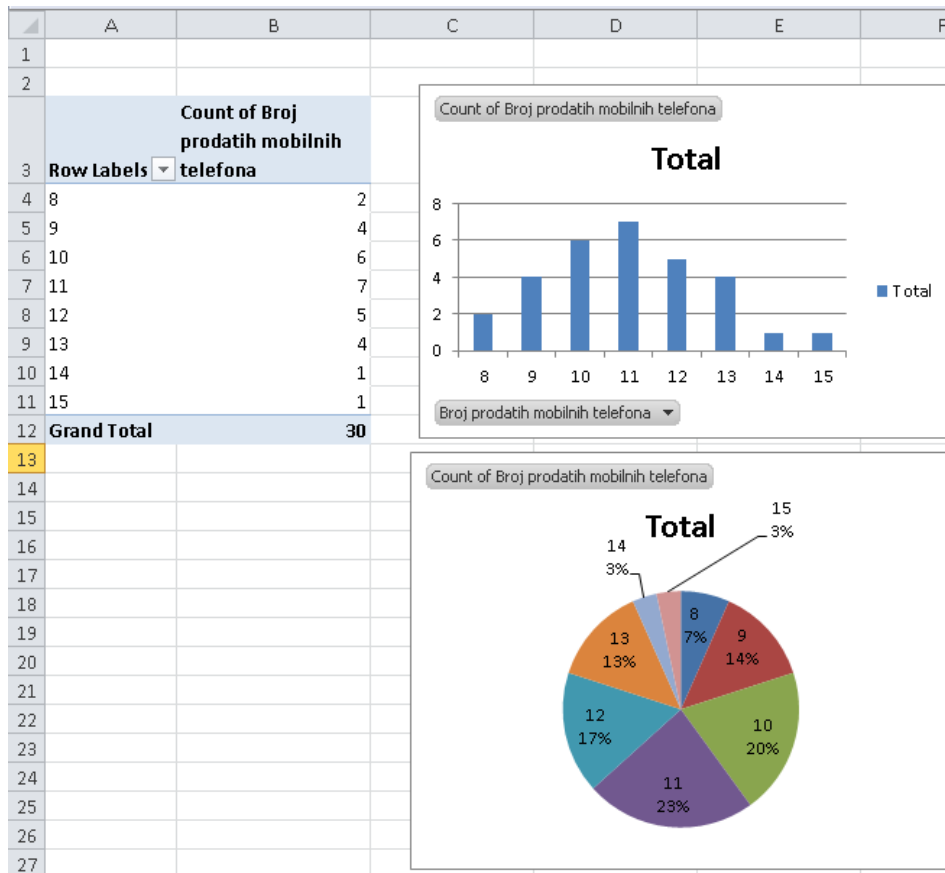 A B C D E F
1
2
3 Row Labels Count of Broj prodatih mobilnih telefona
4 8 2
5 9 4
6 10 6
7 11 7
8 12 5
9 13 4
10 14 1
11 15 1
12 Grand Total 30
13
14
15
16
17
18
19
20
21
22
23
24
25
26
27
Count of Broj prodatih mobilnih telefona
Total
8
6
4
2
0
8 9 10 11 12 13 14 15
Total
Broj prodatih mobilnih telefona
Count of Broj prodatih mobilnih telefona
Total
15
3%
14
3%
8
7%
9
14%
13
13%
10
20%
12
17%
11
23%